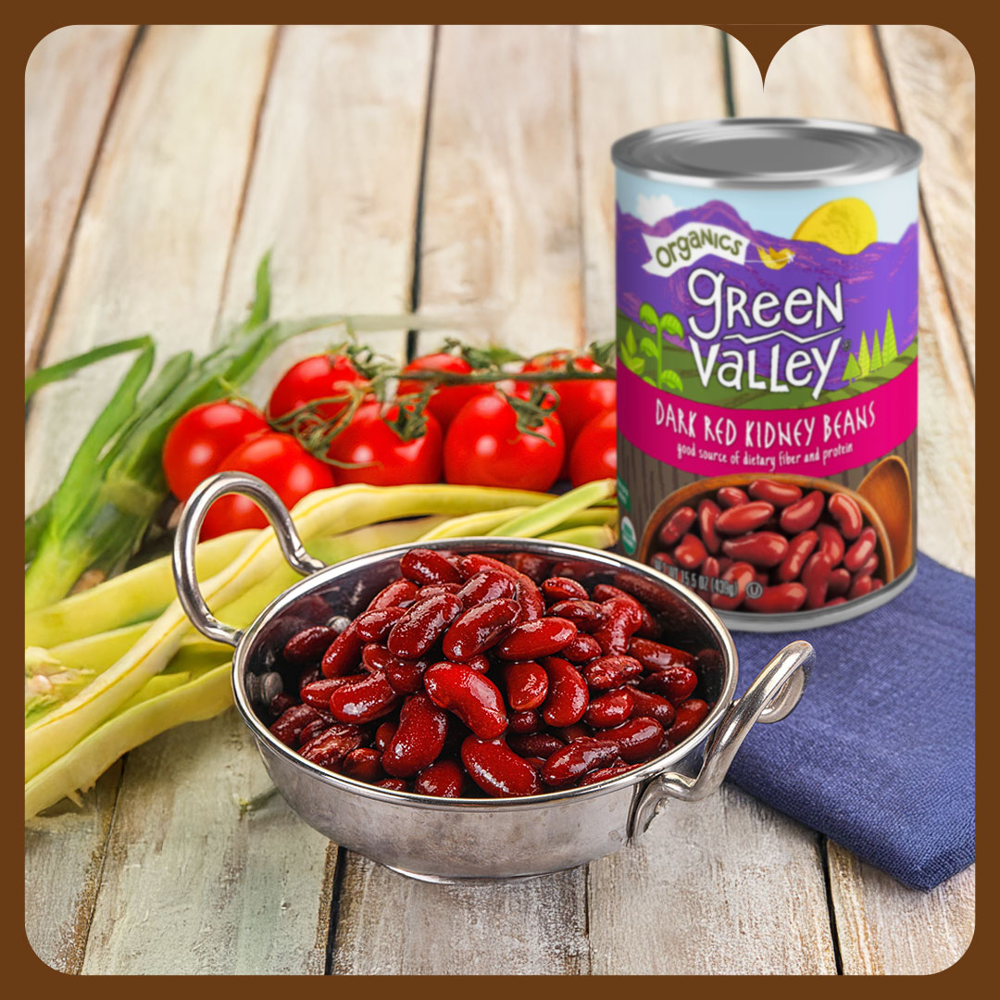 Organics
green
valley
DARK RED KIDNEY BEANS
good source of dietary fiber and protein
15.5 OZ (439g)
U